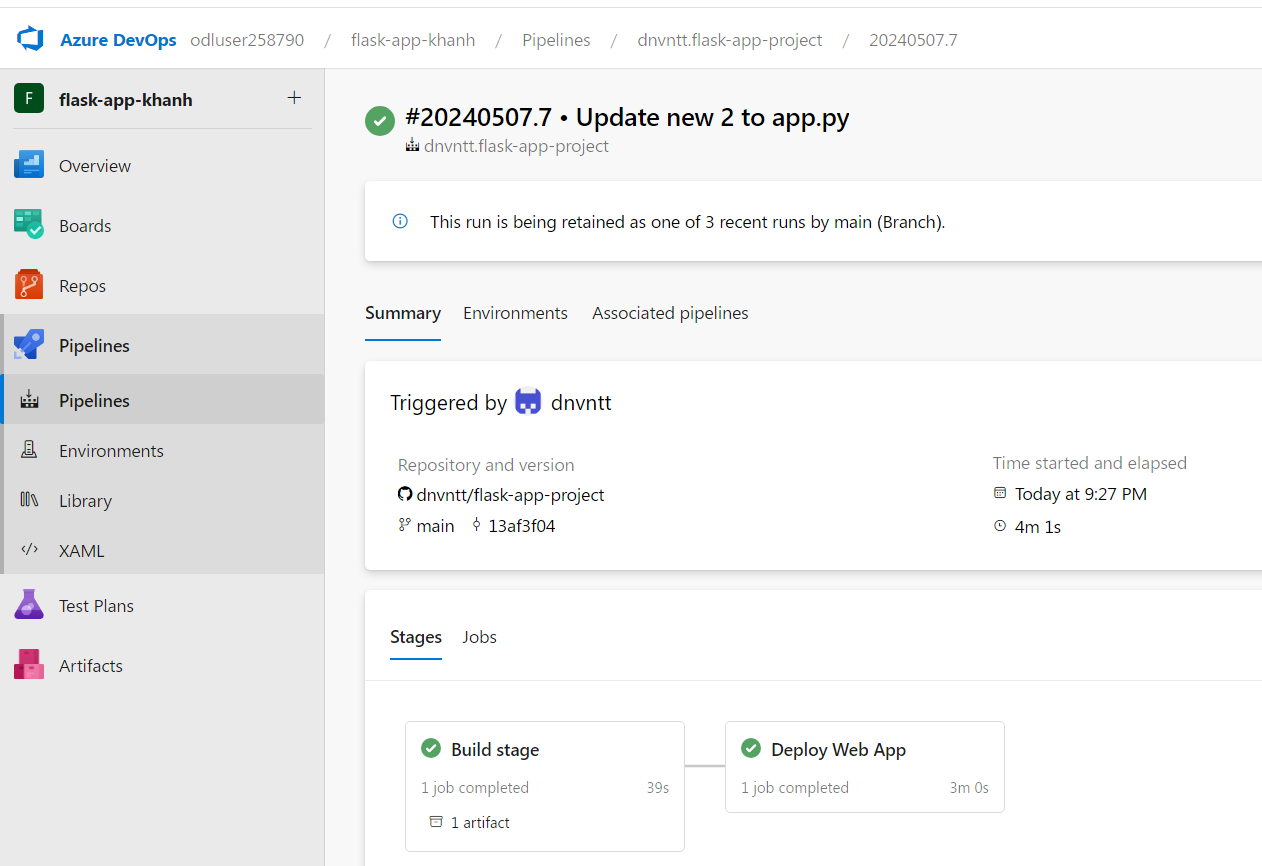 Azure DevOps odluser258790 / flask-app-khanh / Pipelines / dnvntt.flask-app-project / 20240507.7
F flask-app-khanh +
Overview
Boards
Repos
Pipelines
Pipelines
Environments
Library
XAML
Test Plans
Artifacts
#20240507.7 • Update new 2 to app.py
dnvntt.flask-app-project
This run is being retained as one of 3 recent runs by main (Branch).
Summary Environments Associated pipelines
Triggered by dnvntt
Repository and version
dnvntt/flask-app-project
main 13af3f04
Time started and elapsed
Today at 9:27 PM
4m 1s
Stages Jobs
Build stage
1 job completed 39s
1 artifact
Deploy Web App
1 job completed 3m 0s